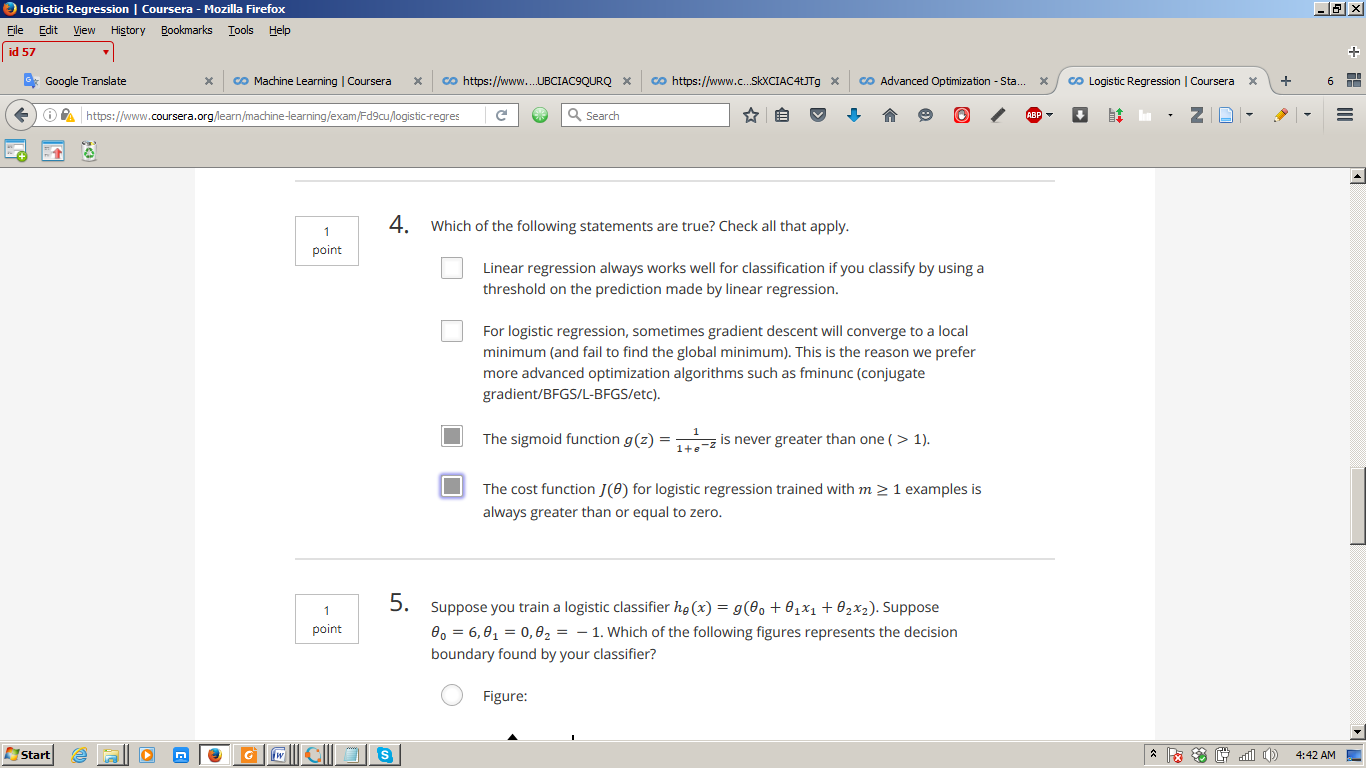 Logistic Regression | Coursera - Mozilla Firefox
File Edit View History Bookmarks Tools Help
id 57
Google Translate
Machine Learning | Coursera
https://www....UBCIAC9QURQ
https://www.c...SkXCIAC4tJTg
Advanced Optimization - Sta...
Logistic Regression | Coursera
6
https://www.coursera.org/learn/machine-learning/exam/Fd9cu/logistic-regres
Search
ABP
Z
1
point
4. Which of the following statements are true? Check all that apply.
Linear regression always works well for classification if you classify by using a
threshold on the prediction made by linear regression.
For logistic regression, sometimes gradient descent will converge to a local
minimum (and fail to find the global minimum). This is the reason we prefer
more advanced optimization algorithms such as fminunc (conjugate
gradient/BFGS/L-BFGS/etc).
The sigmoid function g(z) = 1/(1+e^−z) is never greater than one ( > 1).
The cost function J(θ) for logistic regression trained with m ≥ 1 examples is
always greater than or equal to zero.
1
point
5. Suppose you train a logistic classifier hθ(x) = g(θ₀ + θ₁x₁ + θ₂x₂). Suppose
θ₀ = 6, θ₁ = 0, θ₂ = − 1. Which of the following figures represents the decision
boundary found by your classifier?
Figure:
Start
4:42 AM